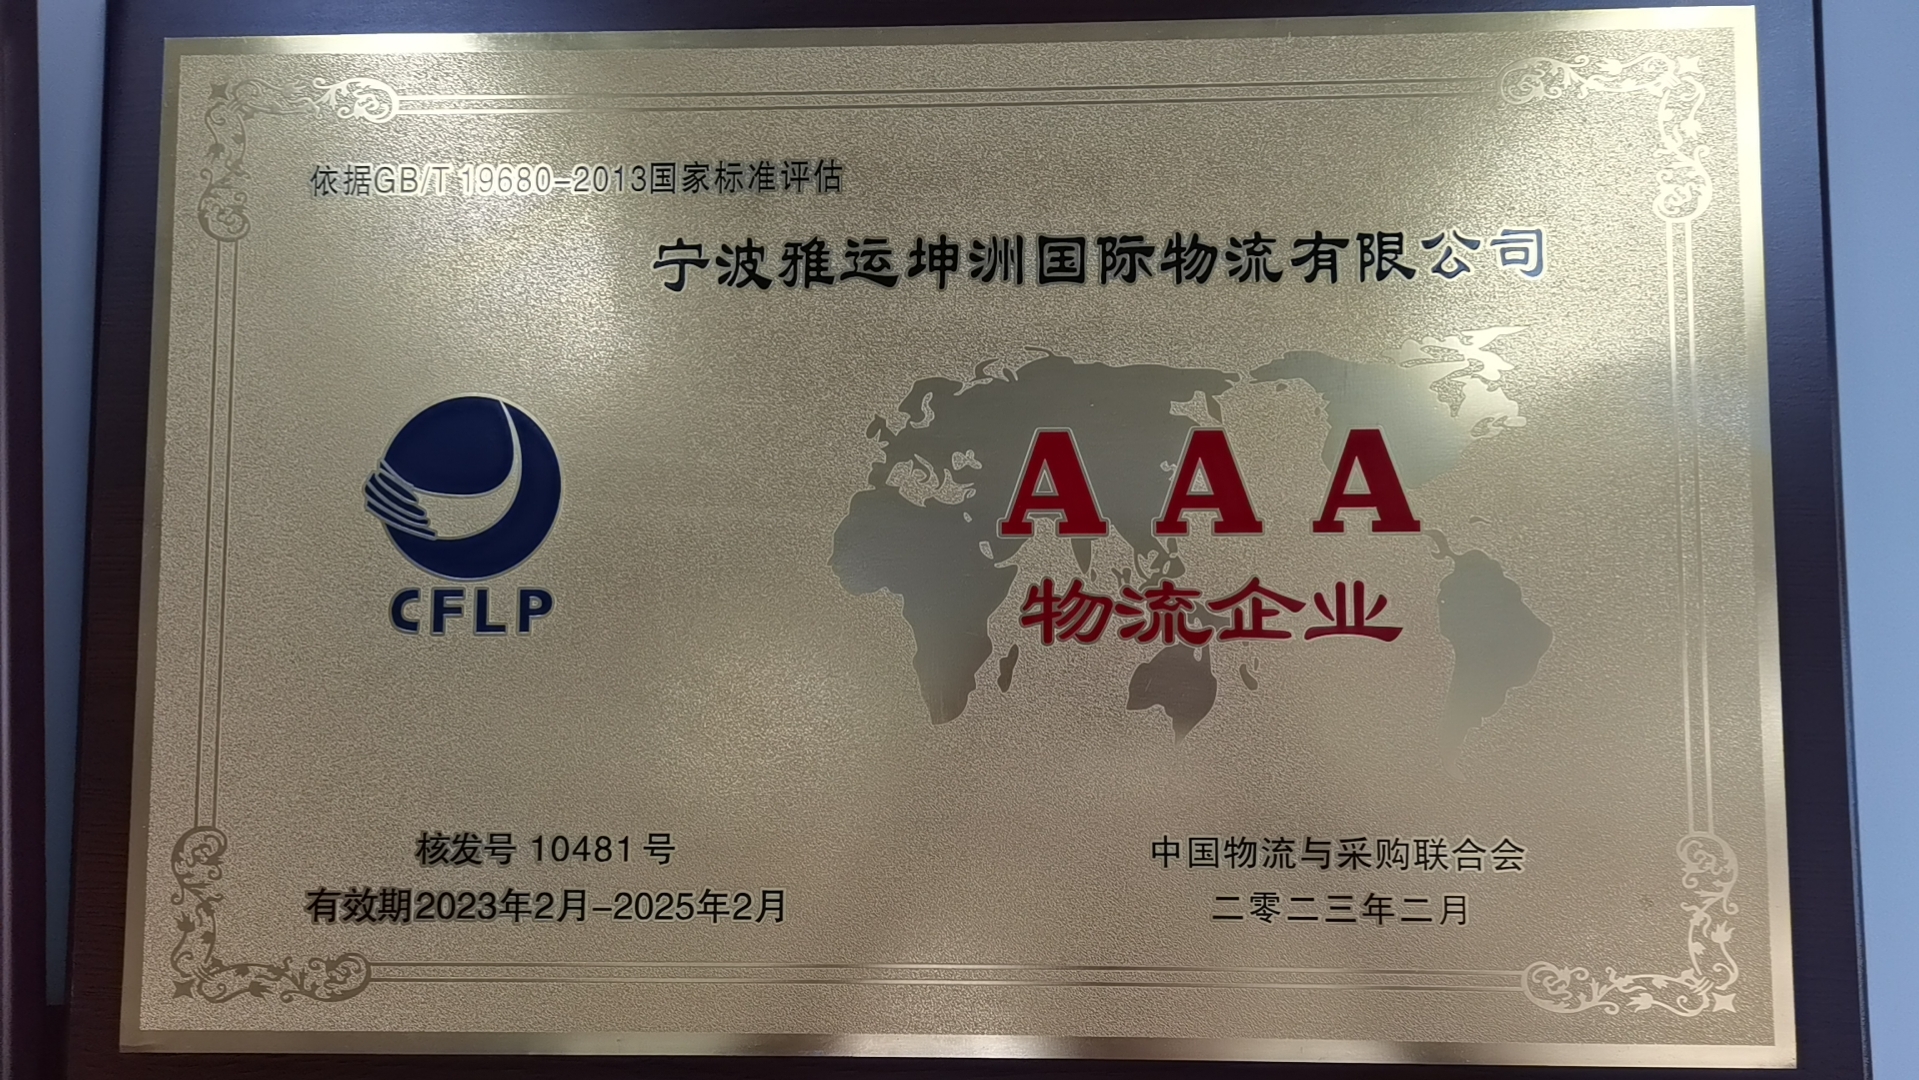 依据GB/T 19680-2013国家标准评估
宁波雅运坤洲国际物流有限公司
CFLP
AAA
物流企业
核发号 10481 号
有效期2023年2月-2025年2月
中国物流与采购联合会
二零二三年二月